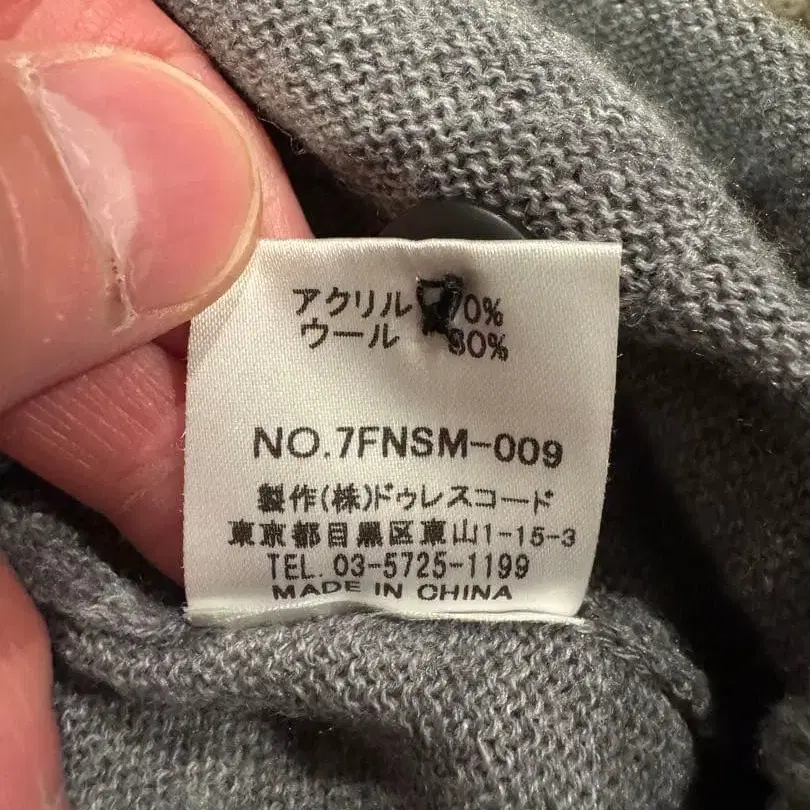 アクリル 70%
ウール 30%
NO.7FNSM-009
製作(株)ドゥレスコード
東京都目黒区東山1-15-3
TEL. 03-5725-1199
MADE IN CHINA